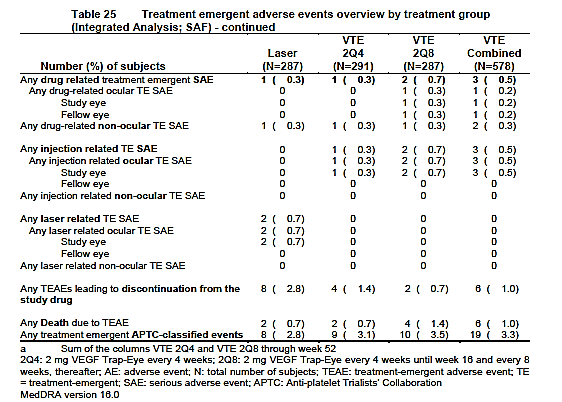 Table 25 Treatment emergent adverse events overview by treatment group
(Integrated Analysis; SAF) - continued
VTE VTE VTE
Laser 2Q4 2Q8 Combined
Number (%) of subjects (N=287) (N=291) (N=287) (N=578)
Any drug related treatment emergent SAE 1 ( 0.3) 1 ( 0.3) 2 ( 0.7) 3 ( 0.5)
Any drug-related ocular TE SAE 0 0 1 ( 0.3) 1 ( 0.2)
Study eye 0 0 1 ( 0.3) 1 ( 0.2)
Fellow eye 0 0 1 ( 0.3) 1 ( 0.2)
Any drug-related non-ocular TE SAE 1 ( 0.3) 1 ( 0.3) 1 ( 0.3) 2 ( 0.3)
Any injection related TE SAE 0 1 ( 0.3) 2 ( 0.7) 3 ( 0.5)
Any injection related ocular TE SAE 0 1 ( 0.3) 2 ( 0.7) 3 ( 0.5)
Study eye 0 1 ( 0.3) 2 ( 0.7) 3 ( 0.5)
Fellow eye 0 0 0 0
Any injection related non-ocular TE SAE 0 0 0 0
Any laser related TE SAE 2 ( 0.7) 0 0 0
Any laser related ocular TE SAE 2 ( 0.7) 0 0 0
Study eye 2 ( 0.7) 0 0 0
Fellow eye 0 0 0 0
Any laser related non-ocular TE SAE 0 0 0 0
Any TEAEs leading to discontinuation from the 8 ( 2.8) 4 ( 1.4) 2 ( 0.7) 6 ( 1.0)
study drug
Any Death due to TEAE 2 ( 0.7) 2 ( 0.7) 4 ( 1.4) 6 ( 1.0)
Any treatment emergent APTC-classified events 8 ( 2.8) 9 ( 3.1) 10 ( 3.5) 19 ( 3.3)
a Sum of the columns VTE 2Q4 and VTE 2Q8 through week 52
2Q4: 2 mg VEGF Trap-Eye every 4 weeks; 2Q8: 2 mg VEGF Trap-Eye every 4 weeks until week 16 and every 8
weeks, thereafter; AE: adverse event; N: total number of subjects; TEAE: treatment-emergent adverse event; TE
= treatment-emergent; SAE: serious adverse event; APTC: Anti-platelet Trialists' Collaboration
MedDRA version 16.0